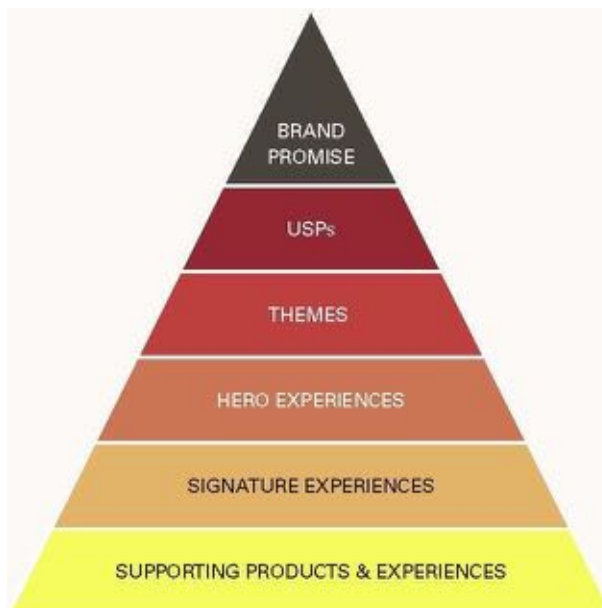 BRAND
PROMISE
USPs
THEMES
HERO EXPERIENCES
SIGNATURE EXPERIENCES
SUPPORTING PRODUCTS & EXPERIENCES